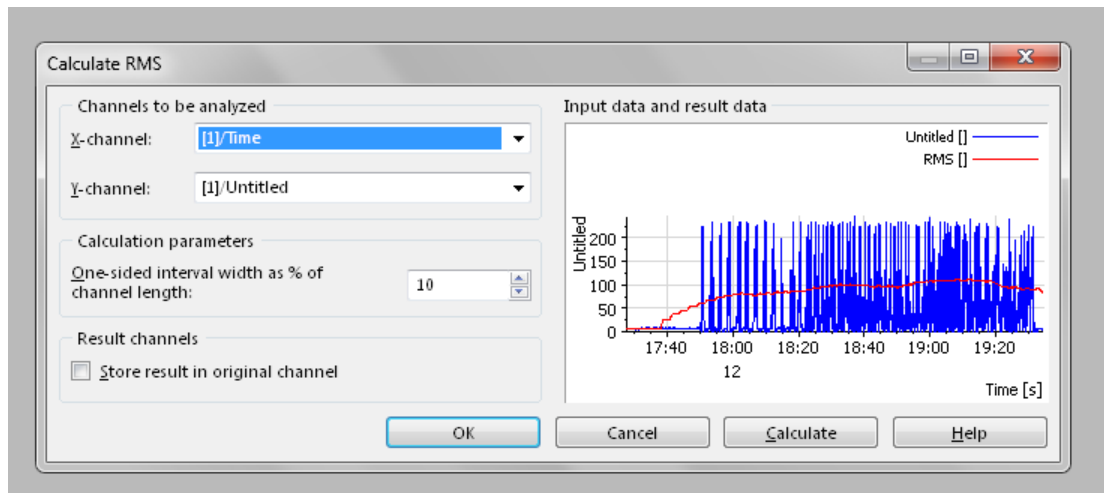 Calculate RMS
Channels to be analyzed
X-channel:
[1]/Time
Y-channel:
[1]/Untitled
Calculation parameters
One-sided interval width as % of
channel length:
10
Result channels
Store result in original channel
Input data and result data
Untitled []
RMS []
Untitled
200
150
100
50
0
17:40 18:00 18:20 18:40 19:00 19:20
12
Time [s]
OK Cancel Calculate Help